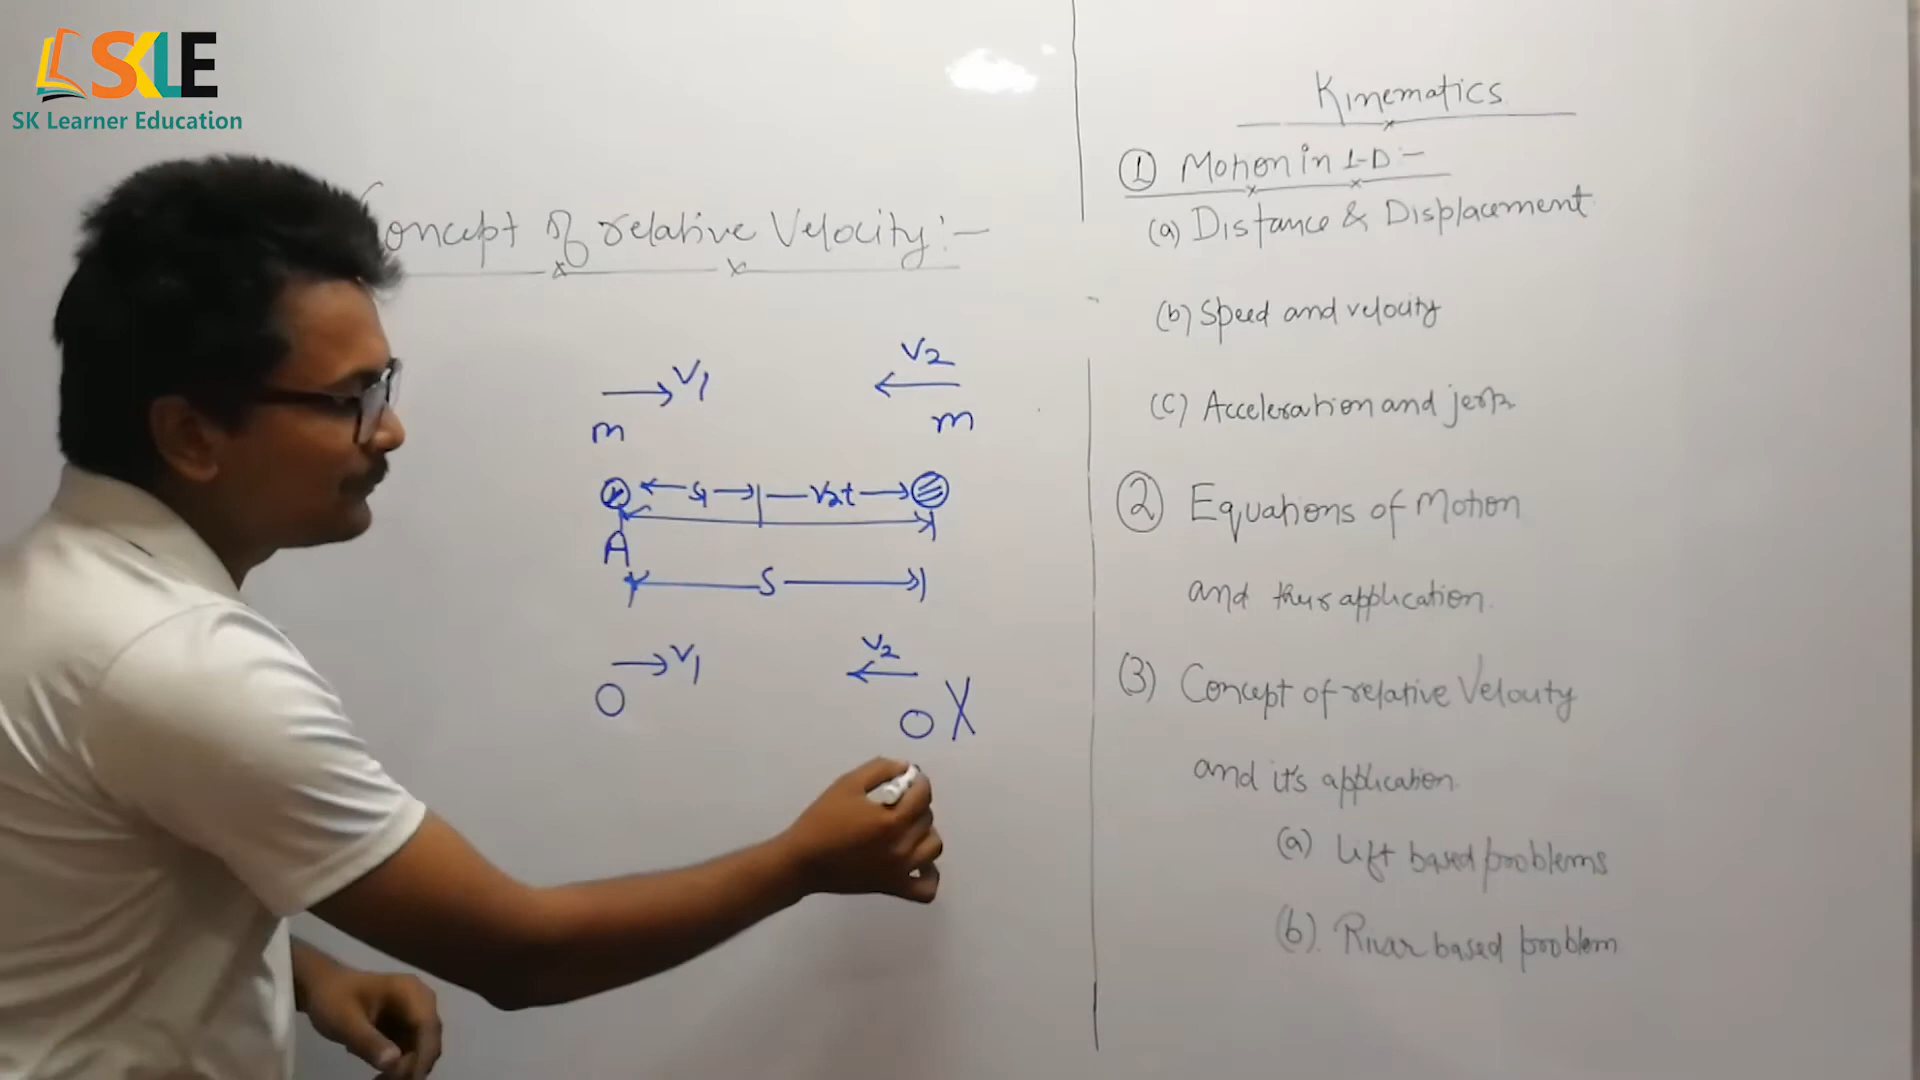 SKLE
SK Learner Education
Concept of relative Velocity:-
V1
V2
m
m
S1
V2t
A
S
V1
V2
X
Kinematics
① Motion in 1-D:-
(a) Distance & Displacement
(b) Speed and velocity
(c) Acceleration and jerk
② Equations of Motion
and application
(3) Concept of relative Velocity
and it's application
(a) Lift based problems
(b). River based problem